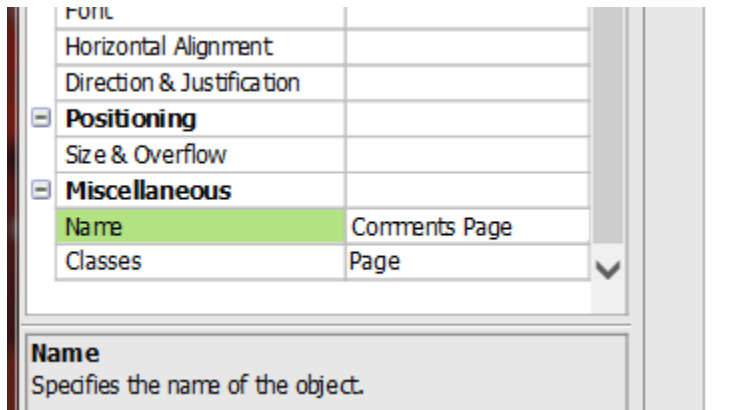 Font
Horizontal Alignment
Direction & Justification
Positioning
Size & Overflow
Miscellaneous
Name Comments Page
Classes Page
Name
Specifies the name of the object.